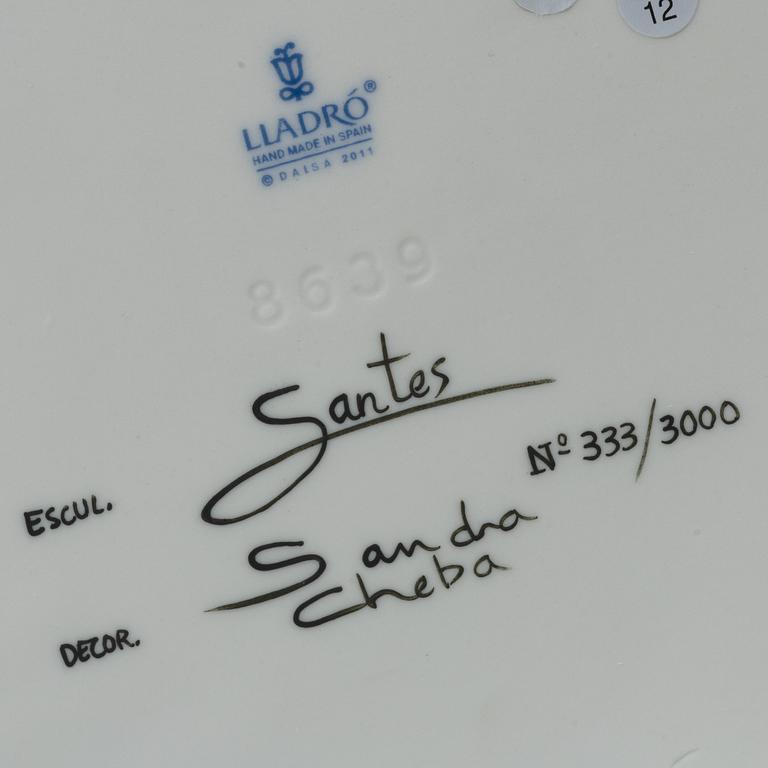 12
LLADRÓ®
HAND MADE IN SPAIN
© DAISA 2011
8639
Santes
Nº 333/3000
ESCUL.
Sandra
Cheba
DECOR.